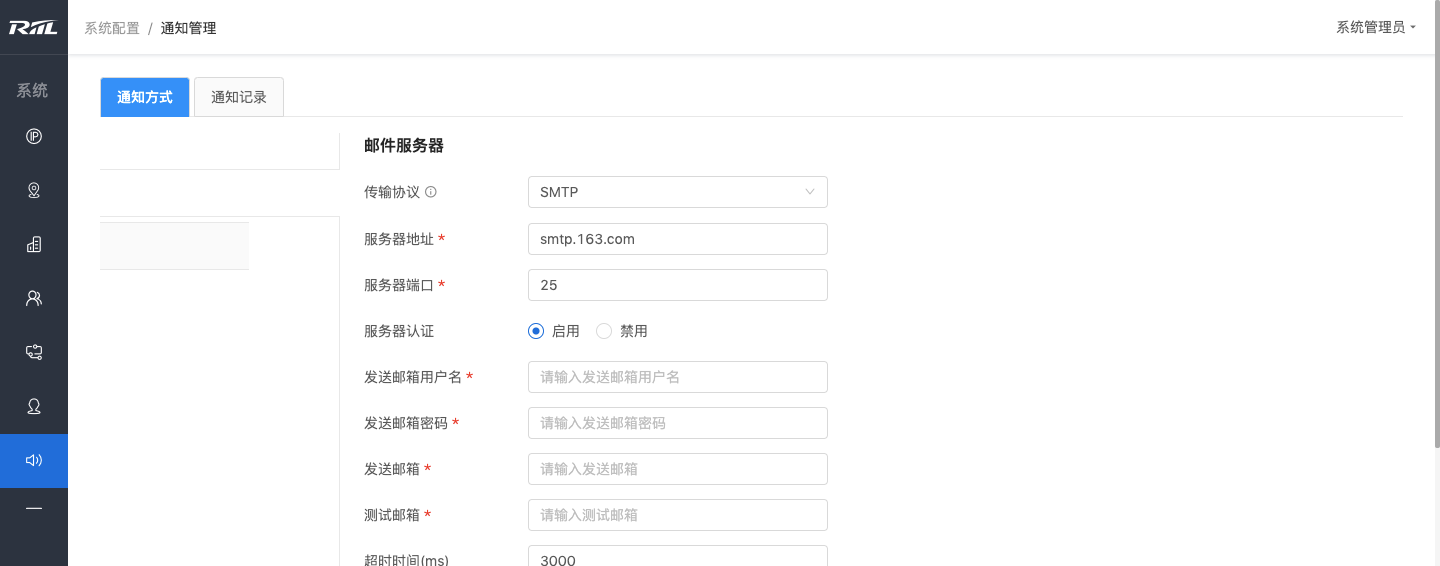 RIIL
系统配置 / 通知管理
系统管理员
系统
通知方式
通知记录
邮件服务器
传输协议
SMTP
服务器地址 *
smtp.163.com
服务器端口 *
25
服务器认证
启用
禁用
发送邮箱用户名 *
请输入发送邮箱用户名
发送邮箱密码 *
请输入发送邮箱密码
发送邮箱 *
请输入发送邮箱
测试邮箱 *
请输入测试邮箱
超时时间(ms)
3000